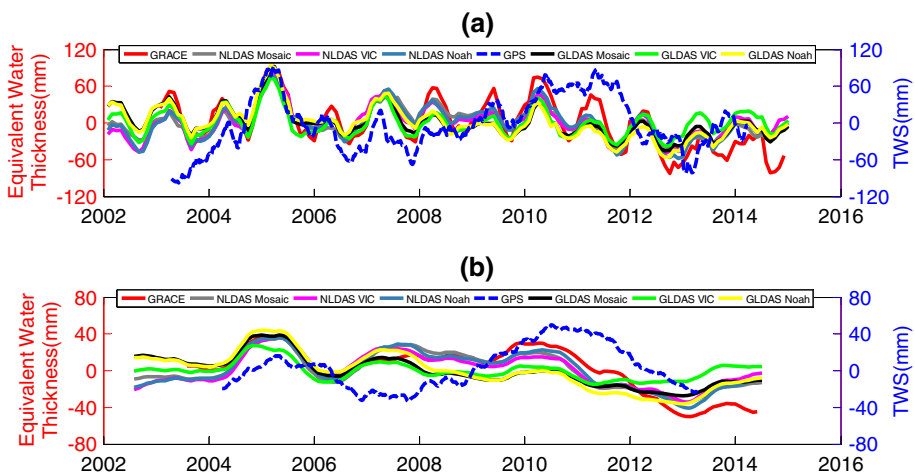 (a)
Equivalent Water
Thickness(mm)
120
60
0
-60
-120
GRACE NLDAS Mosaic NLDAS VIC NLDAS Noah GPS GLDAS Mosaic GLDAS VIC GLDAS Noah
120
60
0
-60
-120
TWS(mm)
2002 2004 2006 2008 2010 2012 2014 2016
(b)
Equivalent Water
Thickness(mm)
80
40
0
-40
-80
GRACE NLDAS Mosaic NLDAS VIC NLDAS Noah GPS GLDAS Mosaic GLDAS VIC GLDAS Noah
80
40
0
-40
-80
TWS(mm)
2002 2004 2006 2008 2010 2012 2014 2016